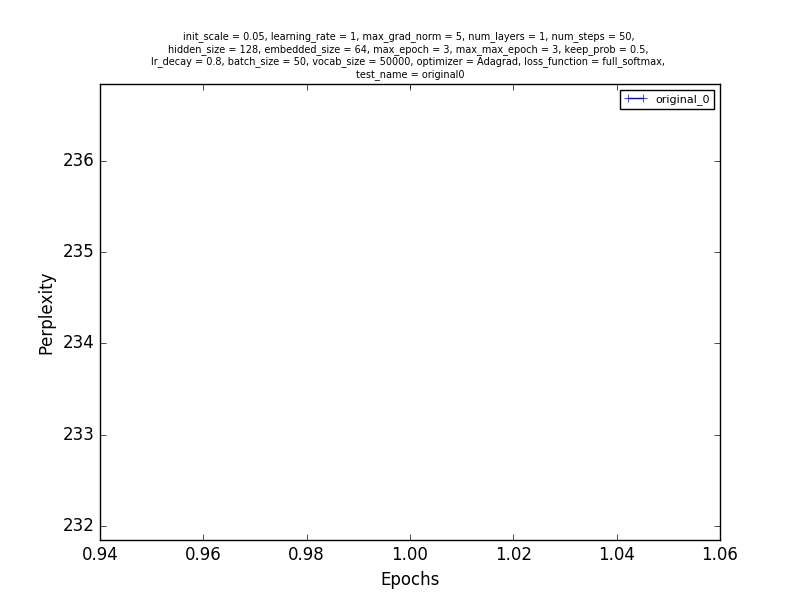 init_scale = 0.05, learning_rate = 1, max_grad_norm = 5, num_layers = 1, num_steps = 50,
hidden_size = 128, embedded_size = 64, max_epoch = 3, max_max_epoch = 3, keep_prob = 0.5,
lr_decay = 0.8, batch_size = 50, vocab_size = 50000, optimizer = Adagrad, loss_function = full_softmax,
test_name = original0
original_0
236
235
234
233
232
Perplexity
0.94 0.96 0.98 1.00 1.02 1.04 1.06
Epochs